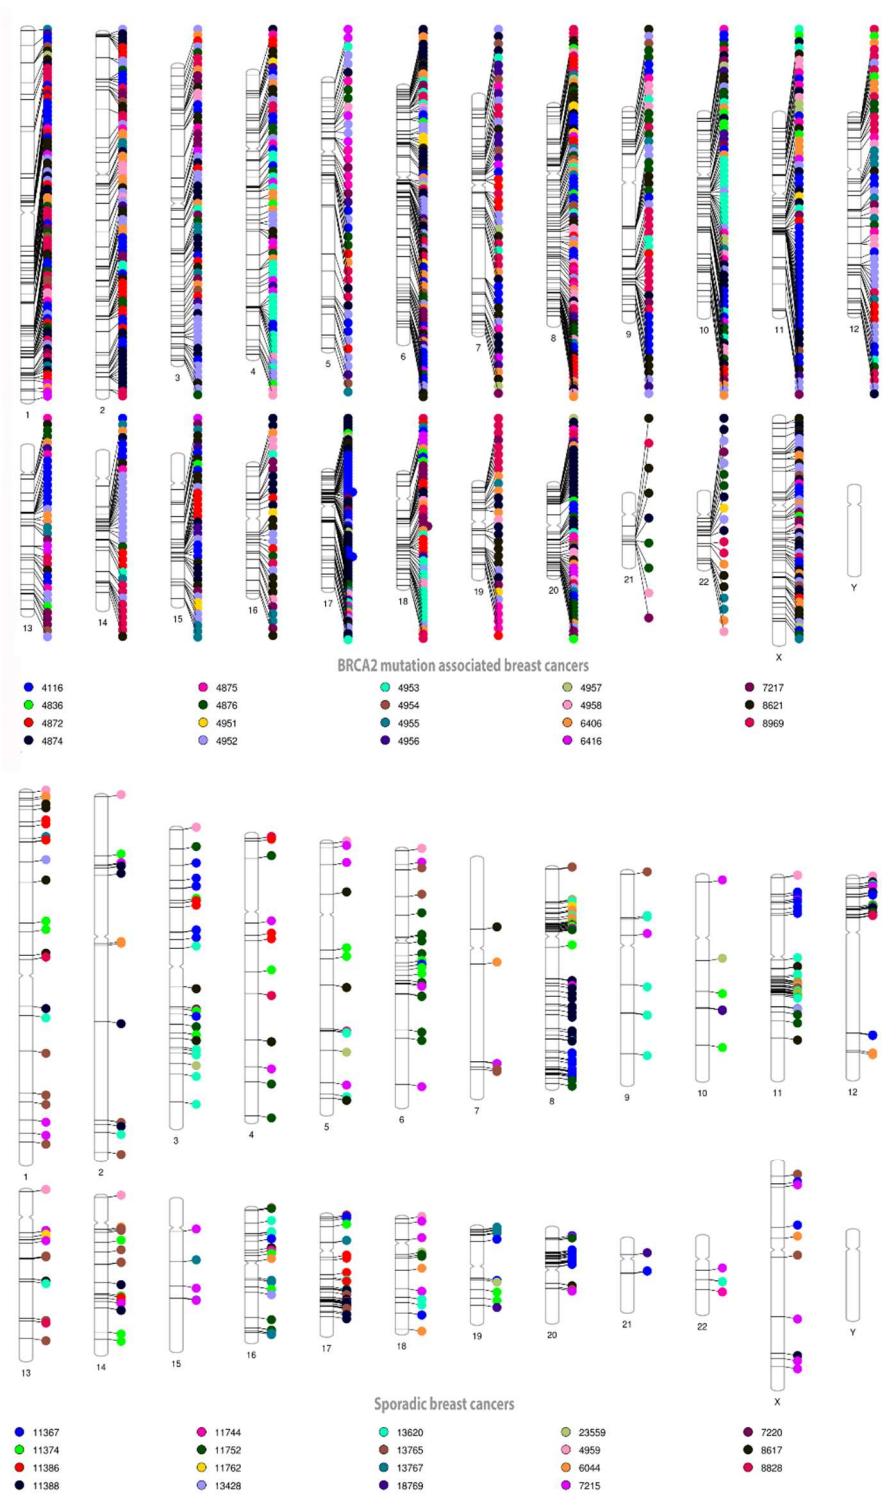 1 2 3 4 5 6 7 8 9 10 11 12
13 14 15 16 17 18 19 20 21 22 X Y
BRCA2 mutation associated breast cancers
4116 4875 4953 4957 7217
4836 4876 4954 4958 8621
4872 4951 4955 6406 8969
4874 4952 4956 6416
1 2 3 4 5 6 7 8 9 10 11 12
13 14 15 16 17 18 19 20 21 22 X Y
Sporadic breast cancers
11367 11744 13620 23559 7220
11374 11752 13765 4959 8617
11386 11762 13767 6044 8828
11388 13428 18769 7215